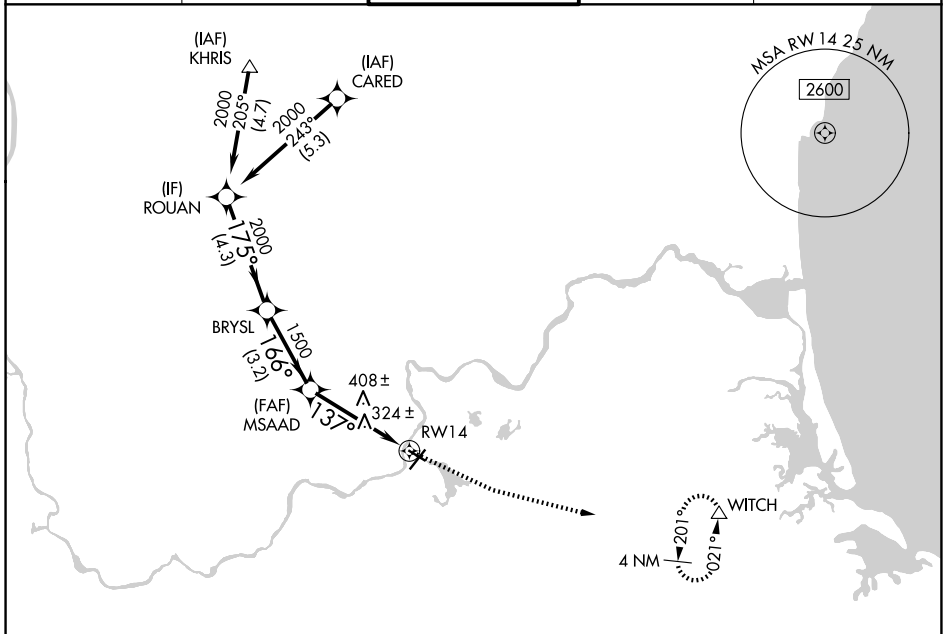 (IAF)
KHRIS
(IAF)
CARED
MSA RW 14 25 NM
2600
2000
205°
(4.7)
2000
243°
(5.3)
(IF)
ROUAN
2000
175°
(4.3)
BRYSL
1500
166°
(3.2)
(FAF)
MSAAD
137°
408±
324±
RW14
WITCH
201°
021°
4 NM